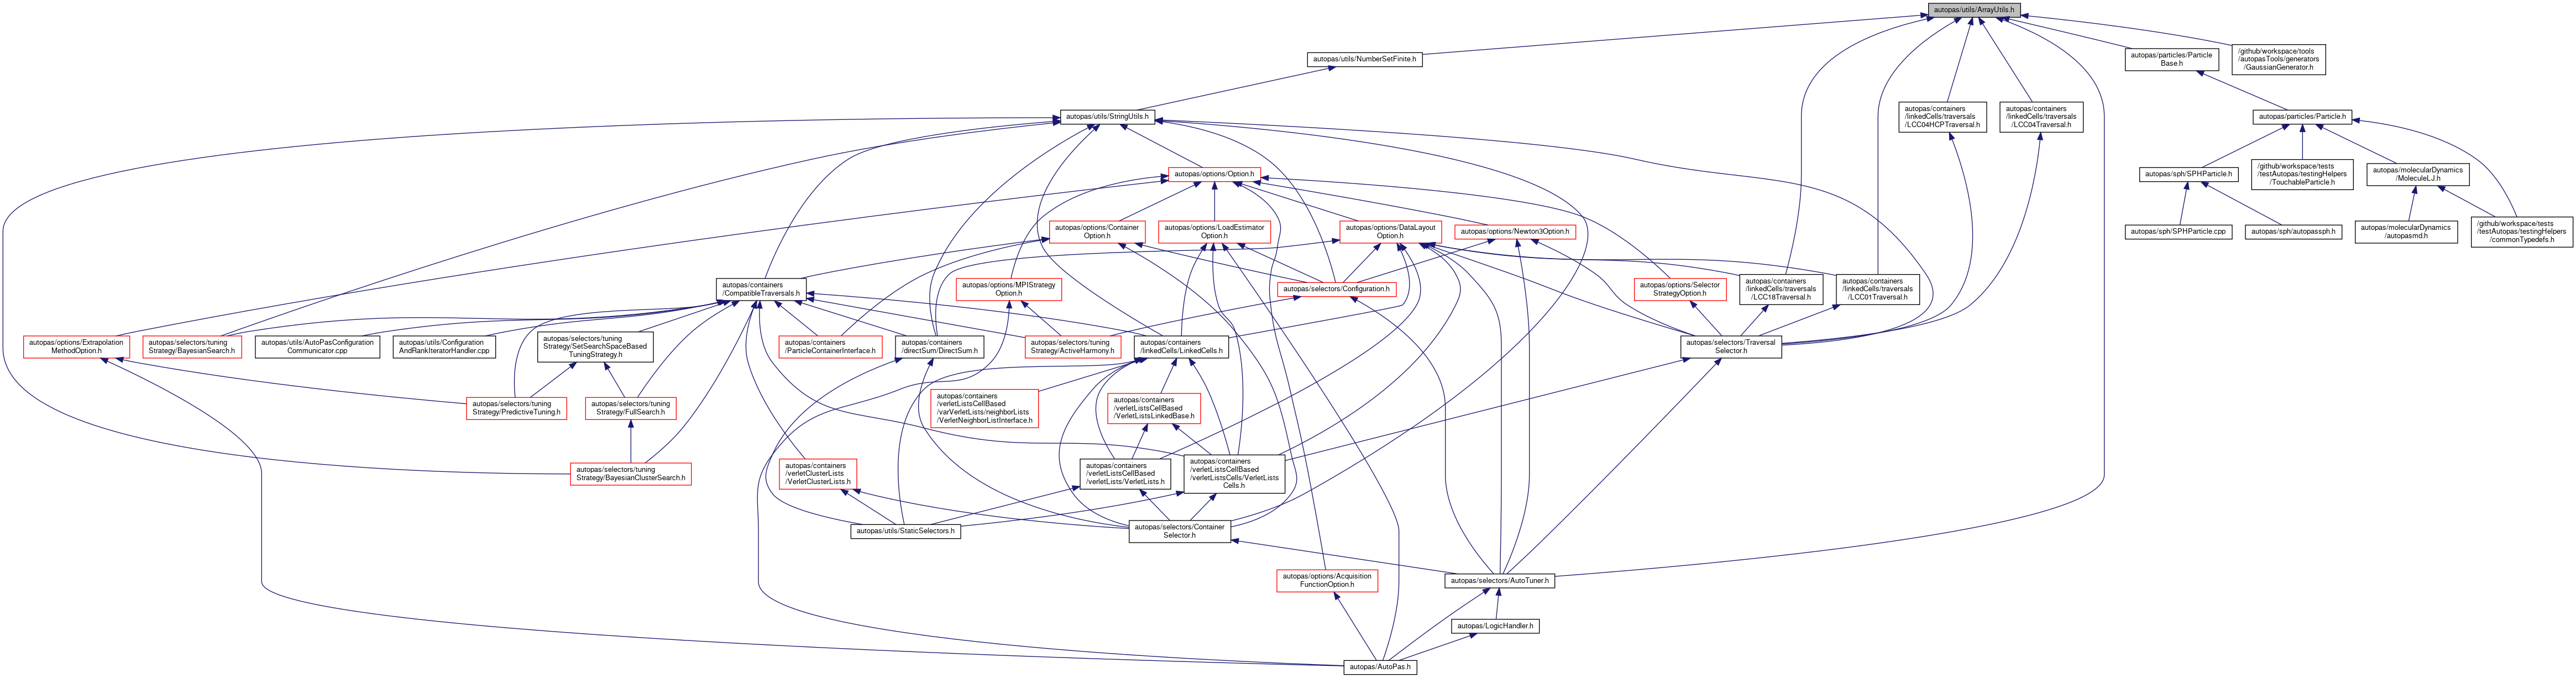 autopas/utils/ArrayUtils.h
autopas/utils/NumberSetFinite.h
autopas/particles/Particle
Base.h
/github/workspace/tools
/autopasTools/generators
/GaussianGenerator.h
autopas/utils/StringUtils.h
autopas/containers
/linkedCells/traversals
/LCC04HCPTraversal.h
autopas/containers
/linkedCells/traversals
/LCC04Traversal.h
autopas/particles/Particle.h
autopas/options/Option.h
autopas/sph/SPHParticle.h
/github/workspace/tests
/testAutopas/testingHelpers
/TouchableParticle.h
autopas/molecularDynamics
/MoleculeLJ.h
autopas/options/Container
Option.h
autopas/options/LoadEstimator
Option.h
autopas/options/DataLayout
Option.h
autopas/options/Newton3Option.h
autopas/sph/SPHParticle.cpp
autopas/sph/autopassph.h
autopas/molecularDynamics
/autopasmd.h
/github/workspace/tests
/testAutopas/testingHelpers
/commonTypedefs.h
autopas/containers
/CompatibleTraversals.h
autopas/options/MPIStrategy
Option.h
autopas/selectors/Configuration.h
autopas/options/Selector
StrategyOption.h
autopas/containers
/linkedCells/traversals
/LCC18Traversal.h
autopas/containers
/linkedCells/traversals
/LCC01Traversal.h
autopas/options/Extrapolation
MethodOption.h
autopas/selectors/tuning
Strategy/BayesianSearch.h
autopas/utils/AutoPasConfiguration
Communicator.cpp
autopas/utils/Configuration
AndRankIteratorHandler.cpp
autopas/selectors/tuning
Strategy/SetSearchSpaceBased
TuningStrategy.h
autopas/containers
/ParticleContainerInterface.h
autopas/containers
/directSum/DirectSum.h
autopas/selectors/tuning
Strategy/ActiveHarmony.h
autopas/containers
/linkedCells/LinkedCells.h
autopas/selectors/Traversal
Selector.h
autopas/selectors/tuning
Strategy/PredictiveTuning.h
autopas/selectors/tuning
Strategy/FullSearch.h
autopas/containers
/verletListsCellBased
/varVerletLists/neighborLists
/VerletNeighborListInterface.h
autopas/containers
/verletListsCellBased
/VerletListsLinkedBase.h
autopas/selectors/tuning
Strategy/BayesianClusterSearch.h
autopas/containers
/verletClusterLists
/VerletClusterLists.h
autopas/containers
/verletListsCellBased
/verletLists/VerletLists.h
autopas/containers
/verletListsCellBased
/verletListsCells/VerletLists
Cells.h
autopas/utils/StaticSelectors.h
autopas/selectors/Container
Selector.h
autopas/options/Acquisition
FunctionOption.h
autopas/selectors/AutoTuner.h
autopas/LogicHandler.h
autopas/AutoPas.h